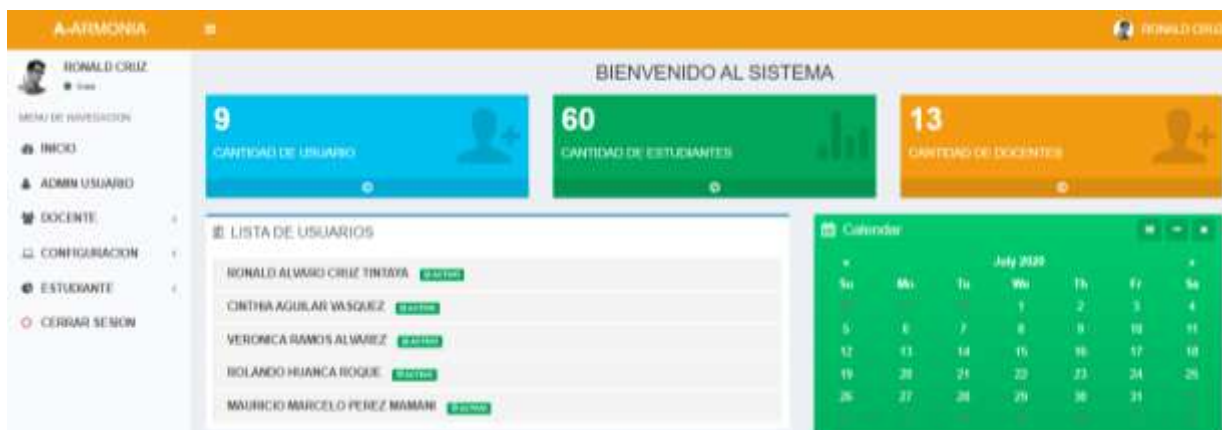 A-ARMONIA
RONALD CRUZ
RONALD CRUZ
MENU DE NAVEGACION
INICIO
ADMIN USUARIO
DOCENTE
CONFIGURACION
ESTUDIANTE
CERRAR SESION
BIENVENIDO AL SISTEMA
9
CANTIDAD DE USUARIO
60
CANTIDAD DE ESTUDIANTES
13
CANTIDAD DE DOCENTES
LISTA DE USUARIOS
RONALD ALVARO CRUZ TINTAYA
CINTHIA AGUILAR VASQUEZ
VERONICA RAMOS ALVAREZ
ROLANDO HUANCA ROQUE
MAURICIO MARCELO PEREZ MAMANI
Calendar
« July 2020 »
Su Mo Tu We Th Fr Sa
1 2 3 4
5 6 7 8 9 10 11
12 13 14 15 16 17 18
19 20 21 22 23 24 25
26 27 28 29 30 31